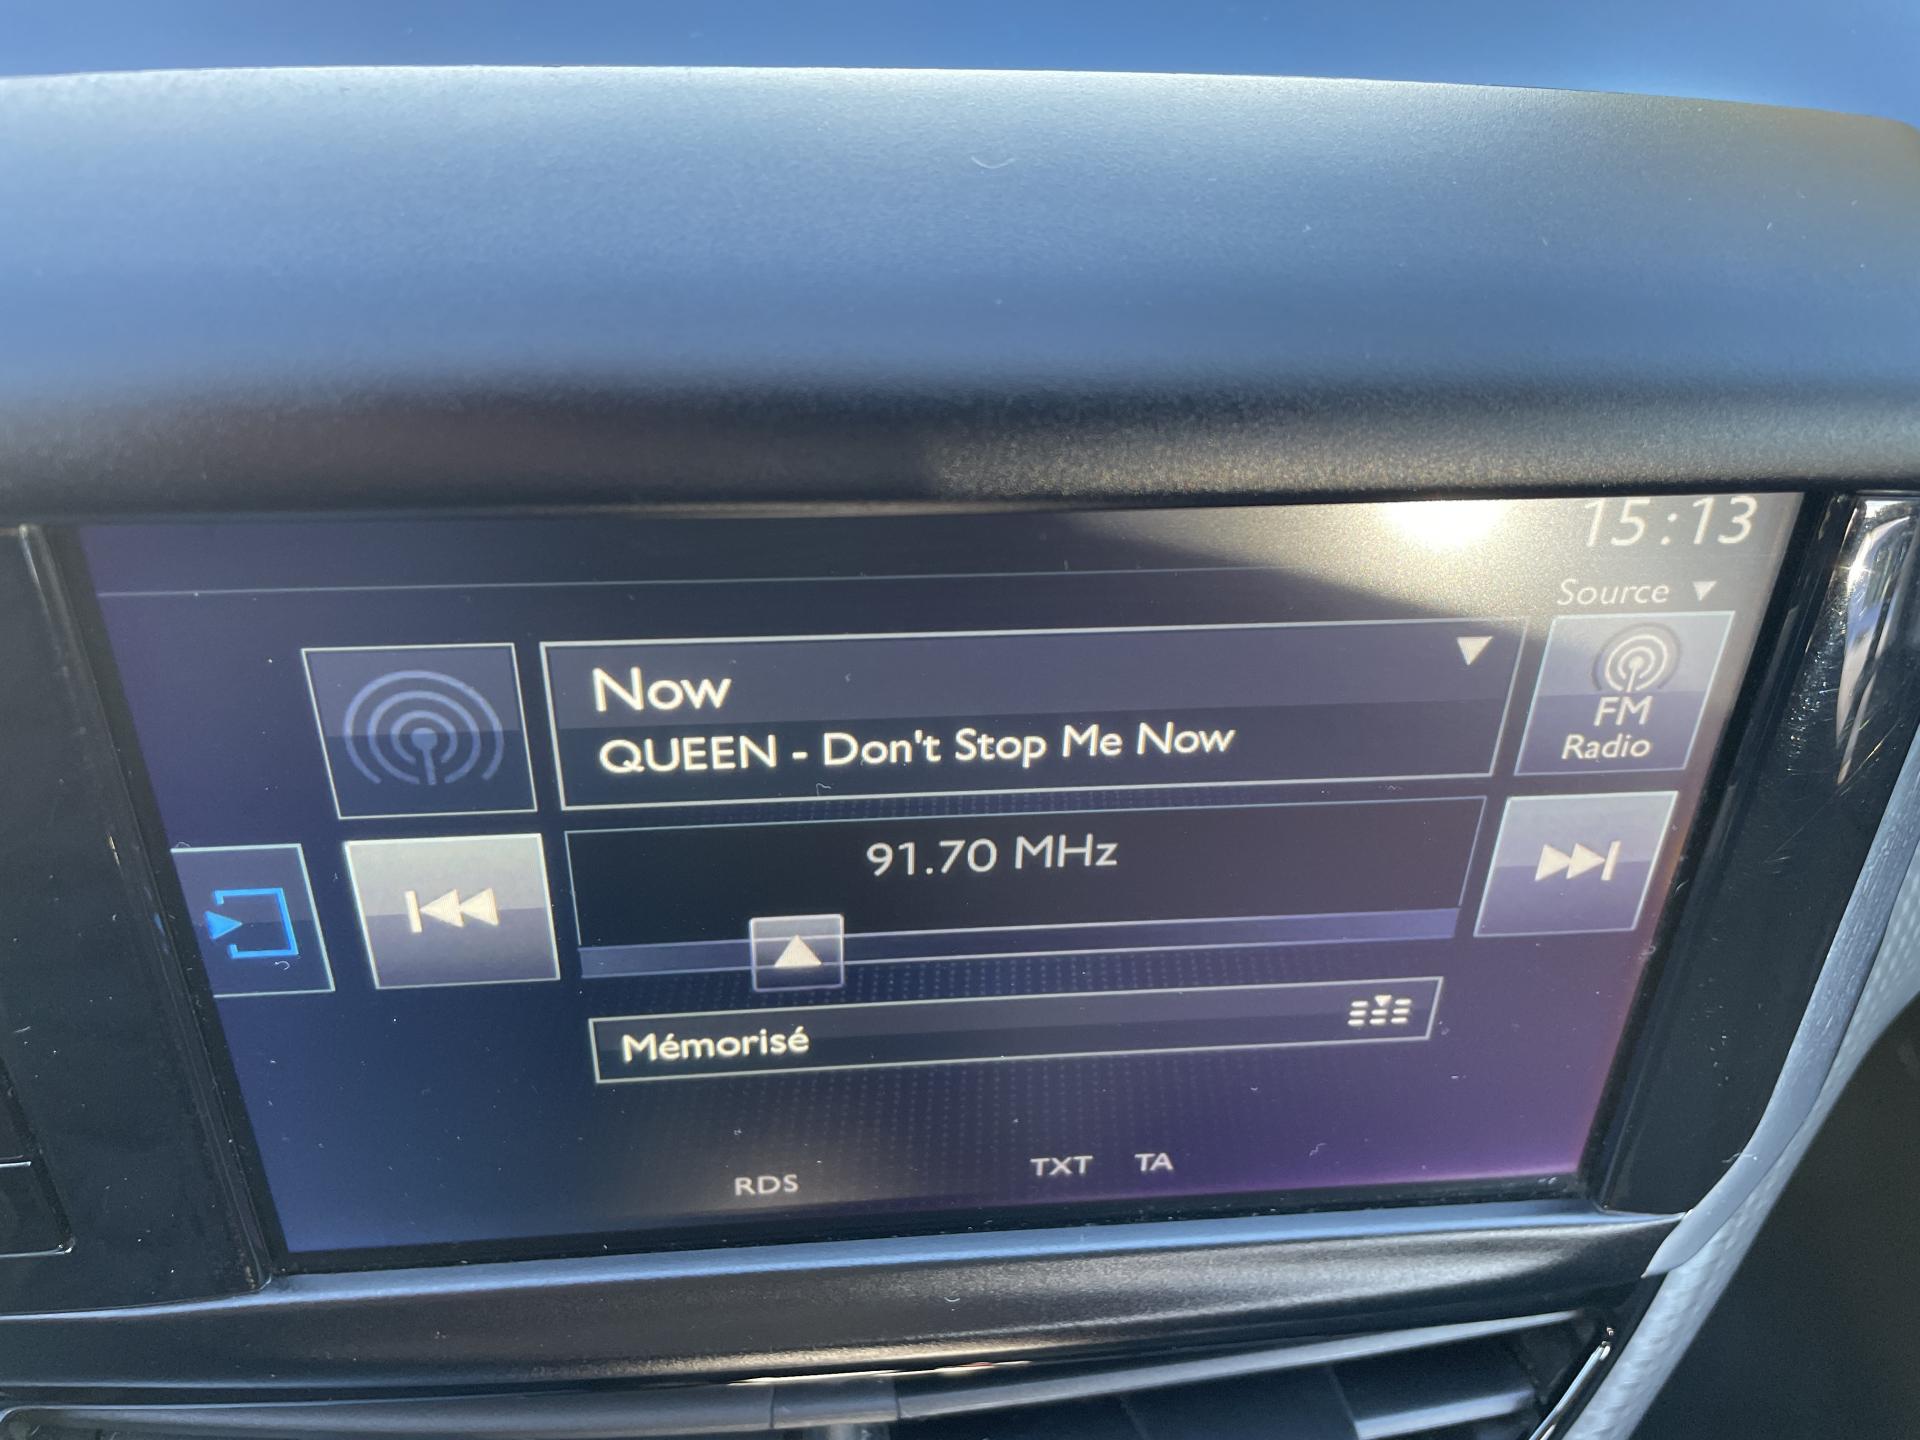 15:13
Source
Now
QUEEN - Don't Stop Me Now
FM
Radio
91.70 MHz
Mémorisé
RDS
TXT
TA